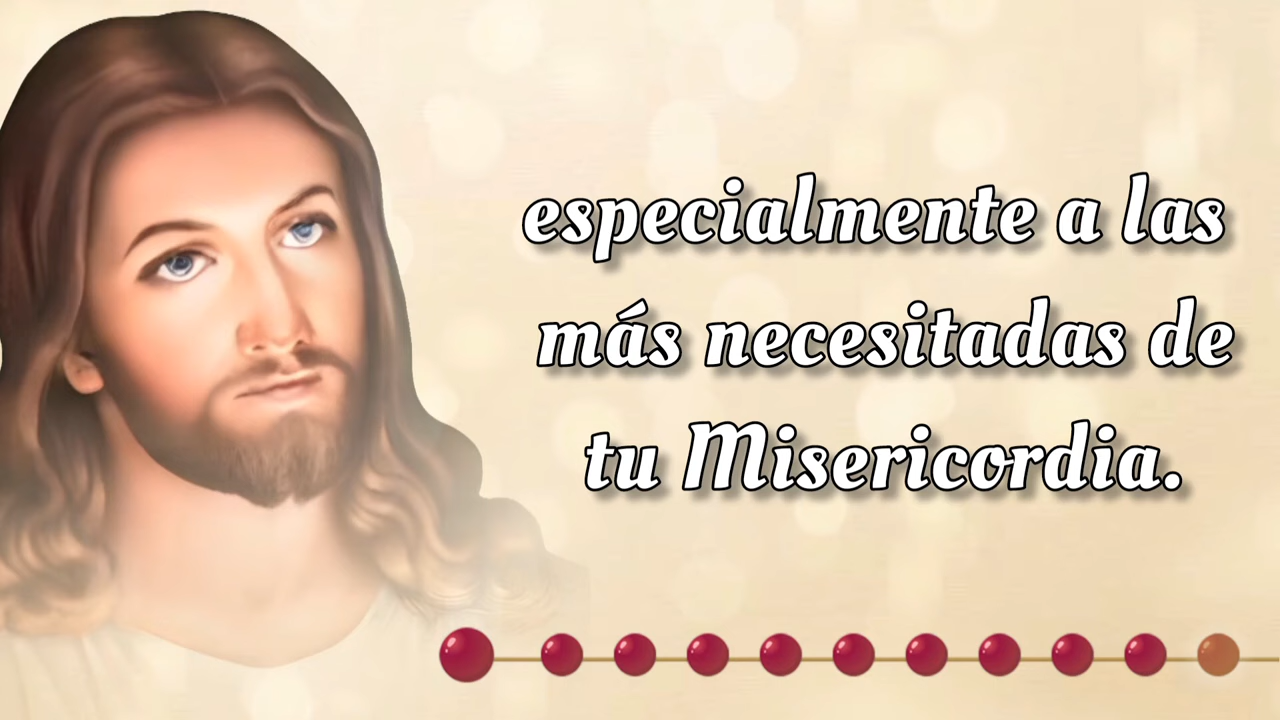 especialmente a las
más necesitadas de
tu Misericordia.